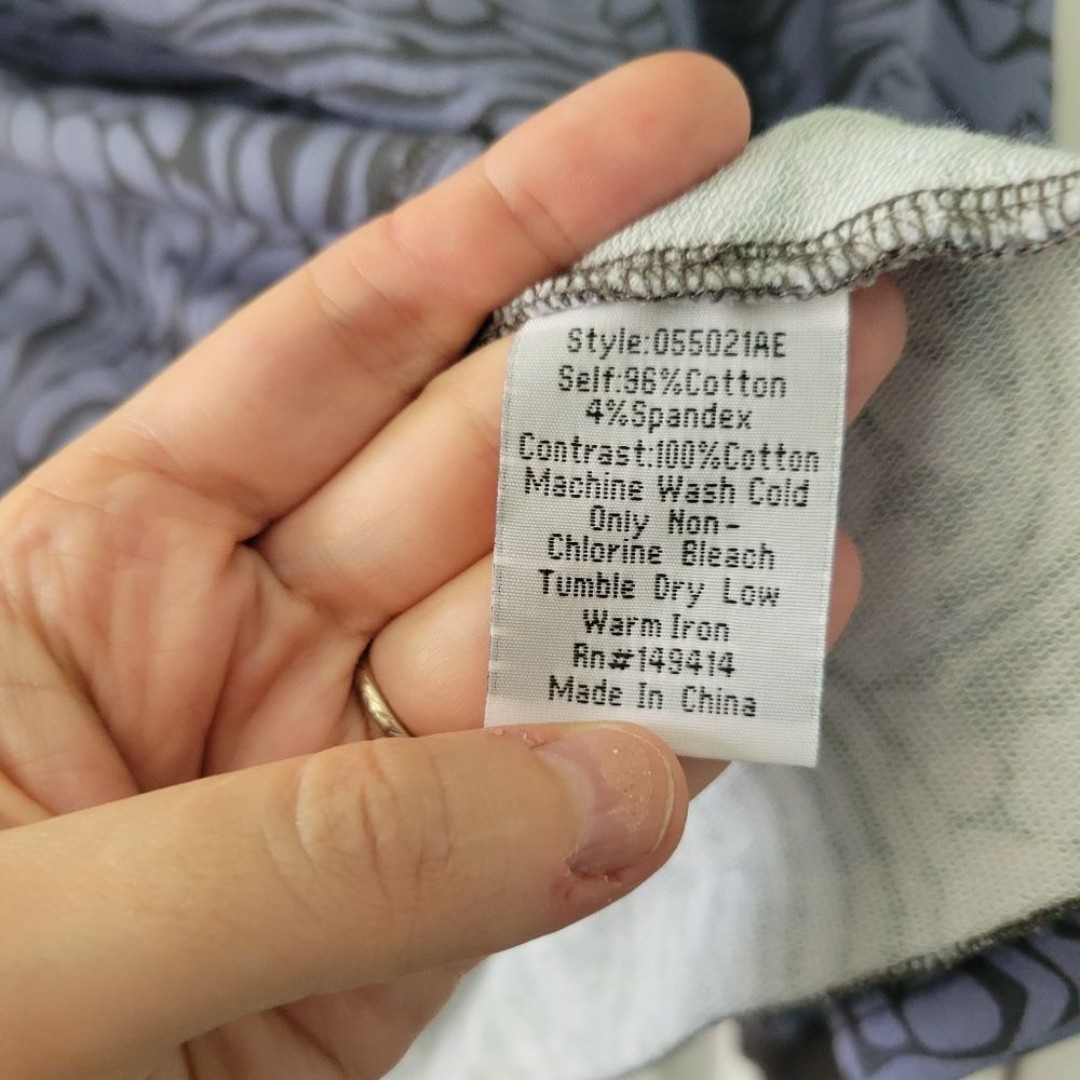 Style:055021AE
Self:96%Cotton
4%Spandex
Contrast:100%Cotton
Machine Wash Cold
Only Non-
Chlorine Bleach
Tumble Dry Low
Warm Iron
Rn#149414
Made In China